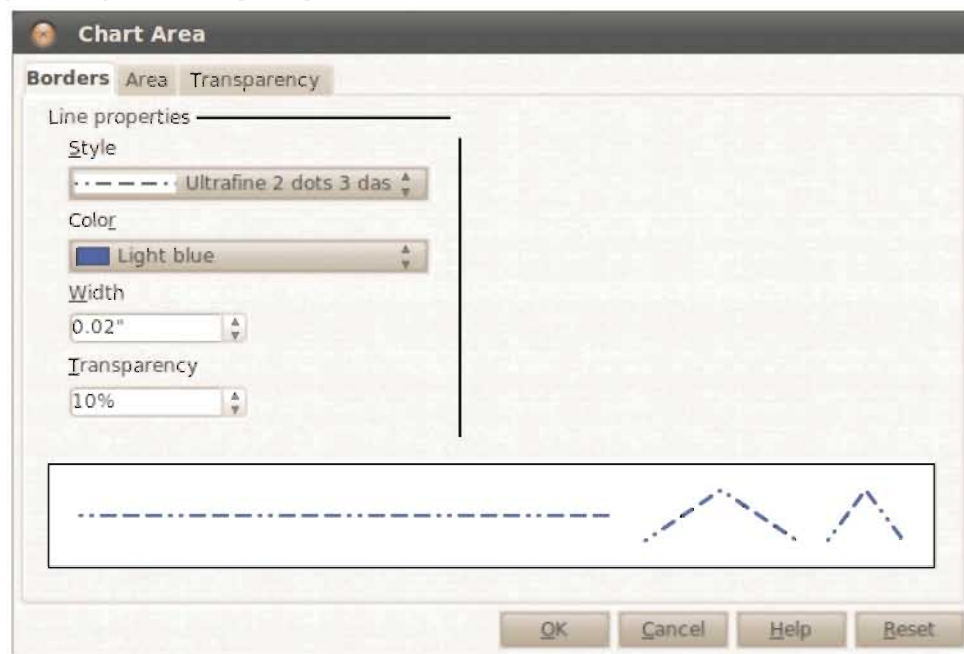 Chart Area
Borders Area Transparency
Line properties
Style
Ultrafine 2 dots 3 das
Color
Light blue
Width
0.02"
Transparency
10%
OK Cancel Help Reset